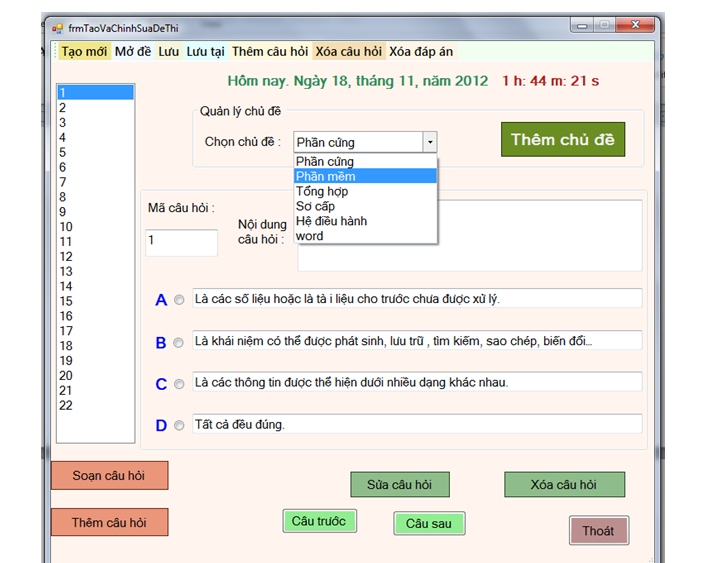 frmTaoVaChinhSuaDeThi
Tạo mới Mở đề Lưu Lưu tại Thêm câu hỏi Xóa câu hỏi Xóa đáp án
Hôm nay. Ngày 18, tháng 11, năm 2012 1 h: 44 m: 21 s
Quản lý chủ đề
Chọn chủ đề :
Phần cứng
Thêm chủ đề
Phần cứng
Phần mềm
Tổng hợp
Sơ cấp
Hệ điều hành
word
1
2
3
4
5
6
7
8
9
10
11
12
13
14
15
16
17
18
19
20
21
22
Mã câu hỏi :
1
Nội dung
câu hỏi :
A Là các số liệu hoặc là tà i liệu cho trước chưa được xử lý.
B Là khái niệm có thể được phát sinh, lưu trữ , tìm kiếm, sao chép, biến đổi...
C Là các thông tin được thể hiện dưới nhiều dạng khác nhau.
D Tất cả đều đúng.
Soạn câu hỏi
Sửa câu hỏi
Xóa câu hỏi
Thêm câu hỏi
Câu trước
Câu sau
Thoát